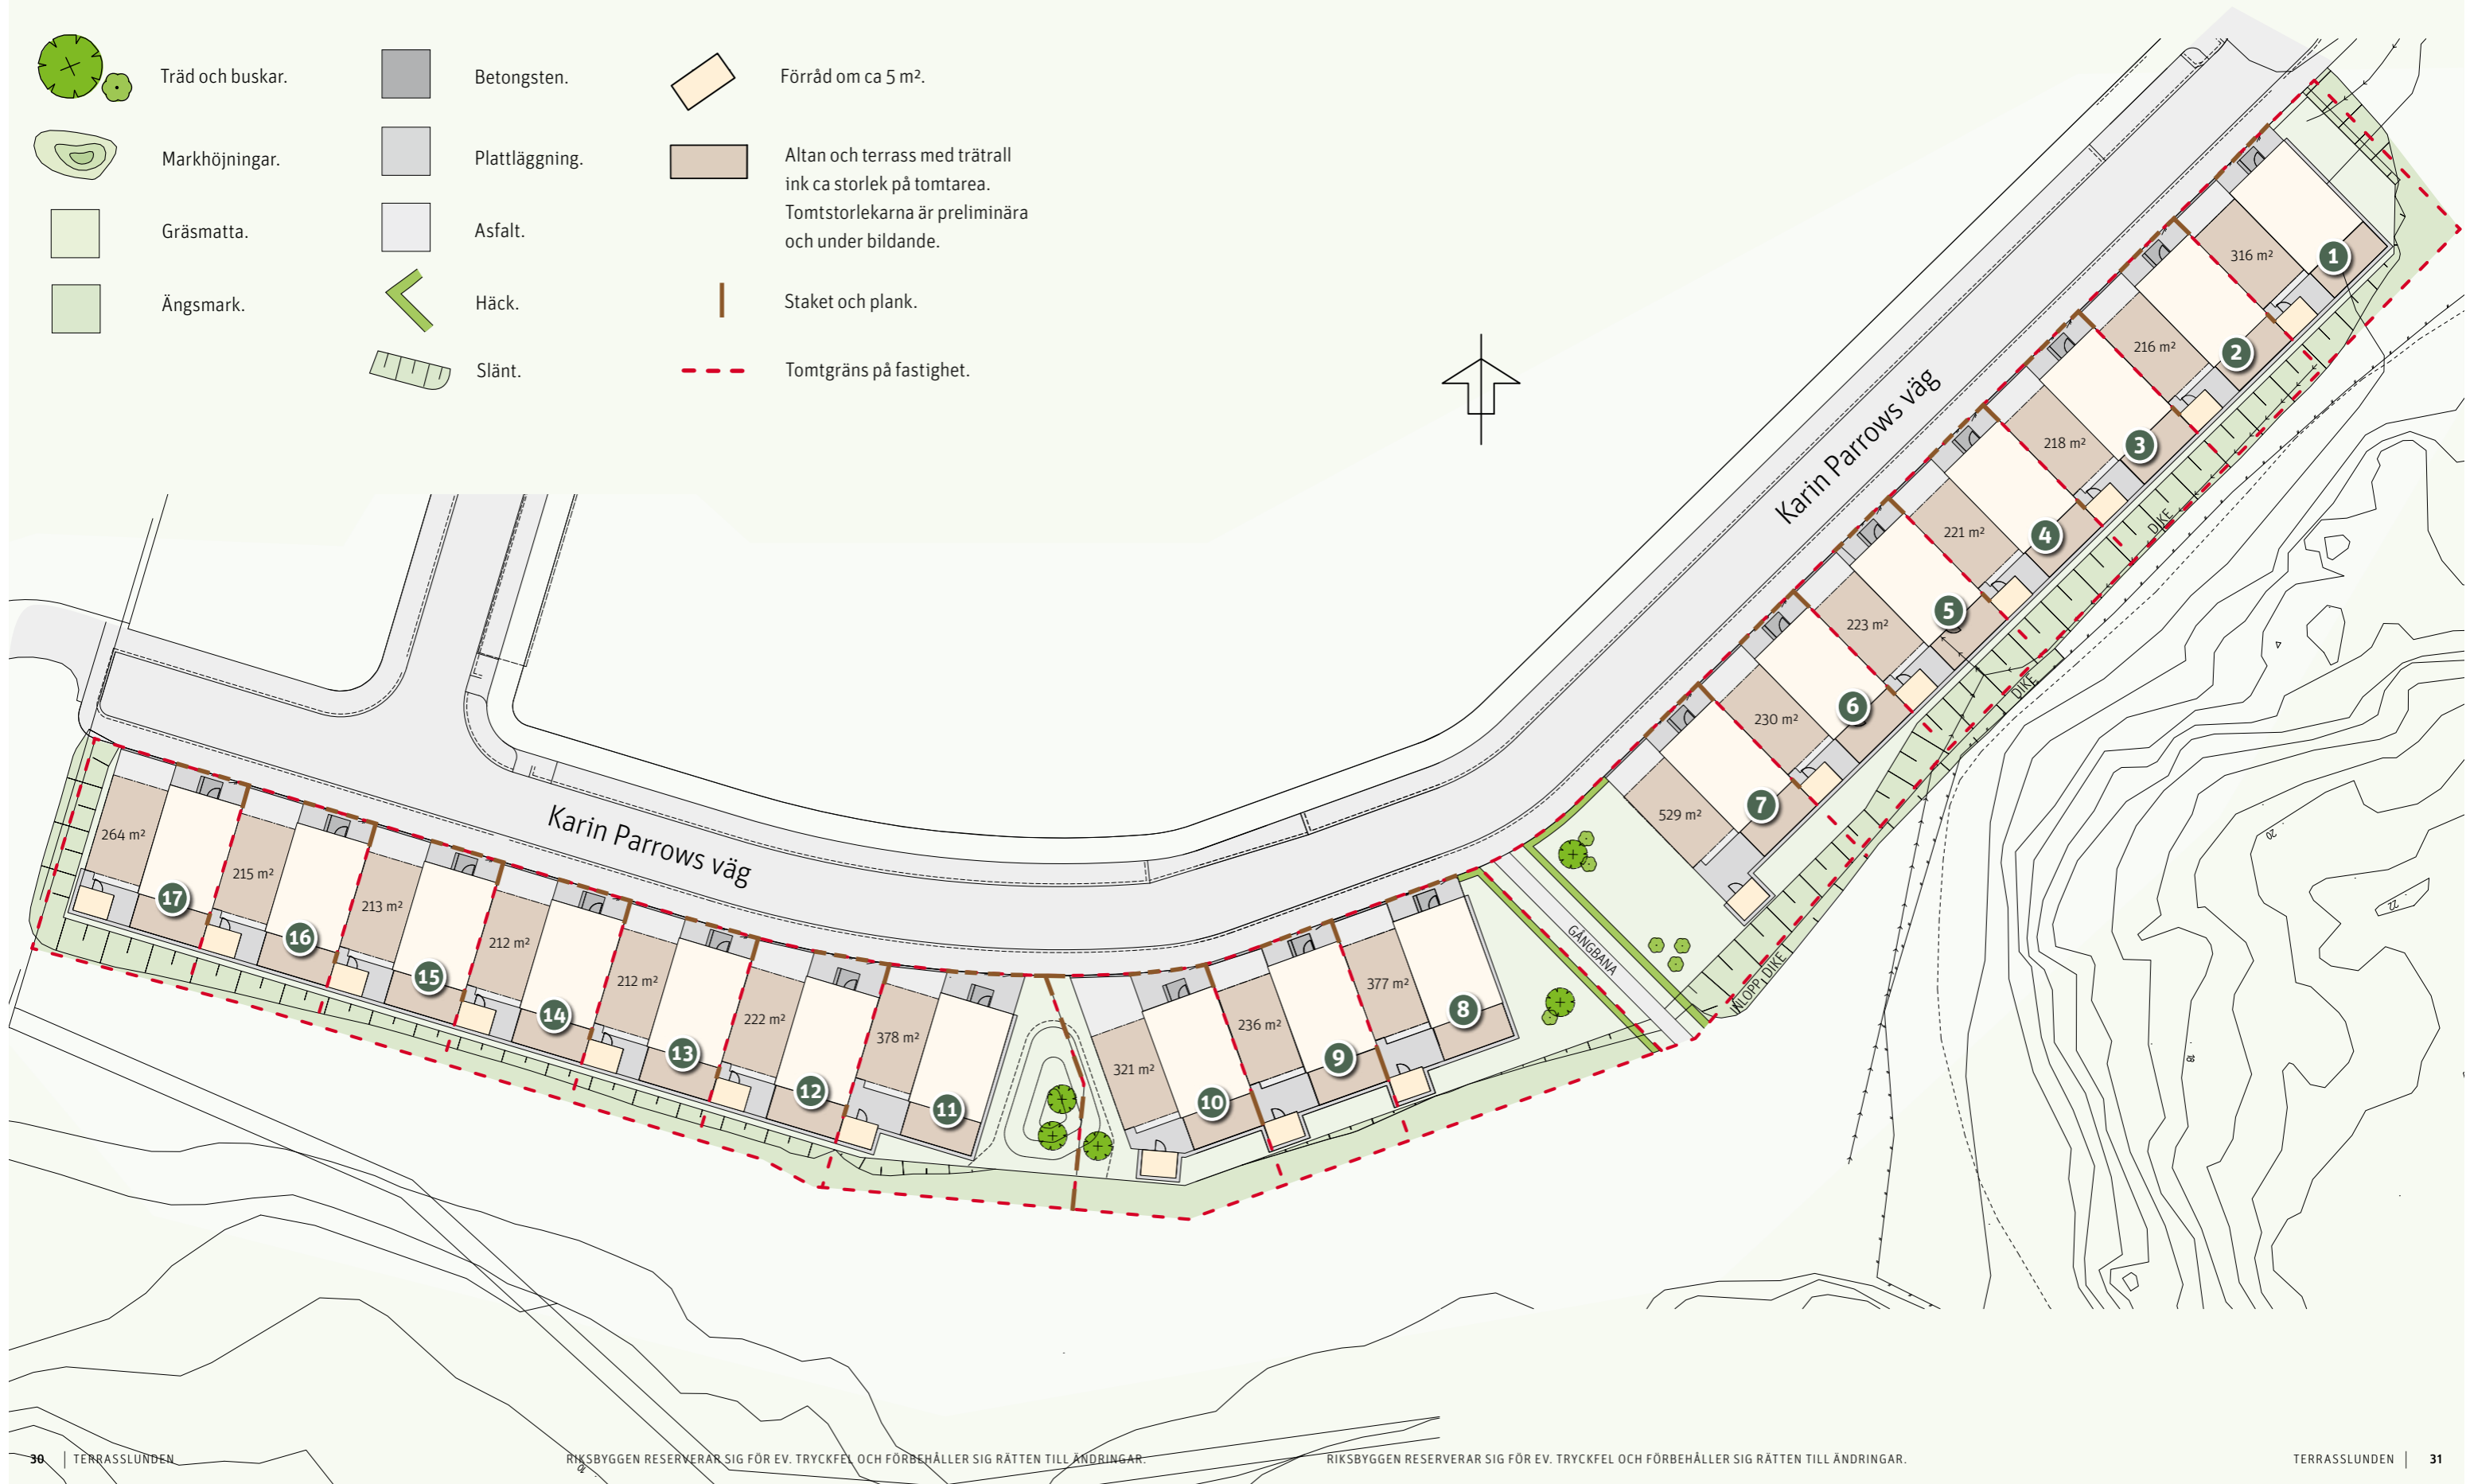 Träd och buskar.
Markhöjningar.
Gräsmatta.
Ängsmark.
Betongsten.
Plattläggning.
Asfalt.
Häck.
Slänt.
Förråd om ca 5 m².
Altan och terrass med trätrall
ink ca storlek på tomtarea.
Tomtstorlekarna är preliminära
och under bildande.
Staket och plank.
Tomtgräns på fastighet.
Karin Parrows väg
Karin Parrows väg
316 m²
1
216 m²
2
218 m²
3
221 m²
4
223 m²
5
230 m²
6
529 m²
7
377 m²
8
236 m²
9
321 m²
10
378 m²
11
222 m²
12
212 m²
13
212 m²
14
213 m²
15
215 m²
16
264 m²
17
GÅNGBANA
DIKE
DIKE
INLOPP I DIKE
20
22
18
10
30 | TERRASSLUNDEN
RIKSBYGGEN RESERVERAR SIG FÖR EV. TRYCKFEL OCH FÖRBEHÅLLER SIG RÄTTEN TILL ÄNDRINGAR.
RIKSBYGGEN RESERVERAR SIG FÖR EV. TRYCKFEL OCH FÖRBEHÅLLER SIG RÄTTEN TILL ÄNDRINGAR.
TERRASSLUNDEN | 31